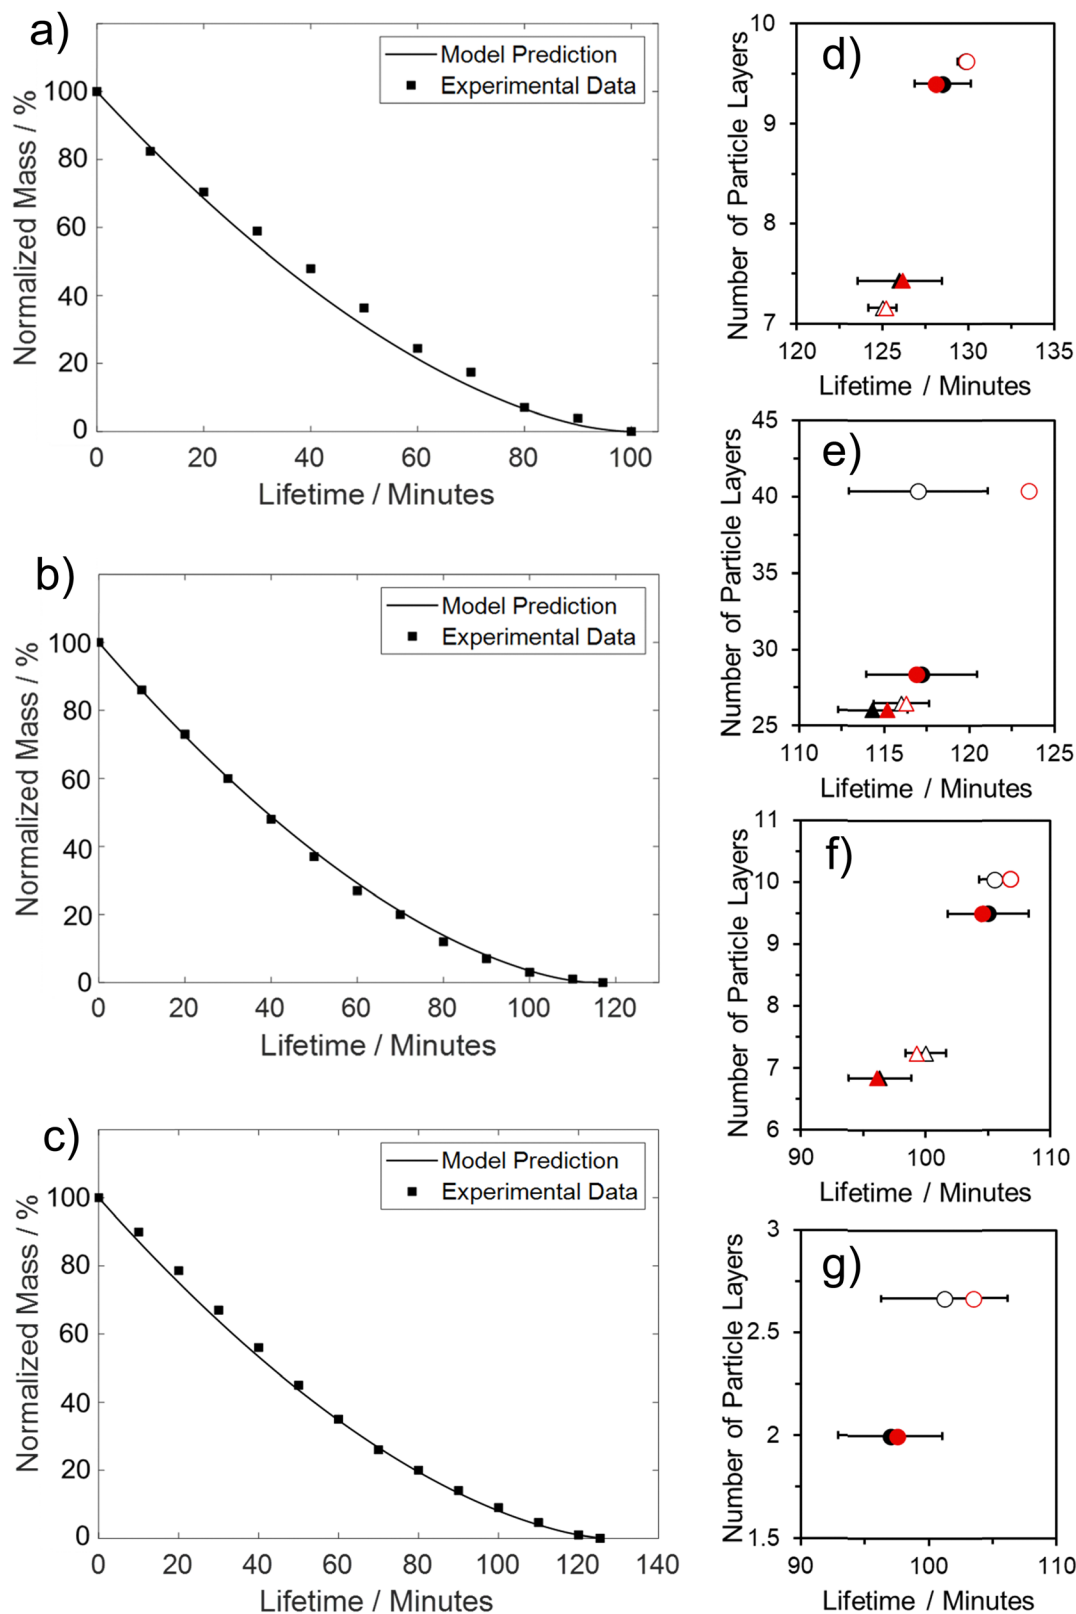 a)
Model Prediction
Experimental Data
Normalized Mass / %
100
80
60
40
20
0
0 20 40 60 80 100
Lifetime / Minutes
b)
Model Prediction
Experimental Data
Normalized Mass / %
100
80
60
40
20
0
0 20 40 60 80 100 120
Lifetime / Minutes
c)
Model Prediction
Experimental Data
Normalized Mass / %
100
80
60
40
20
0
0 20 40 60 80 100 120 140
Lifetime / Minutes
d)
Number of Particle Layers
10
9
8
7
120 125 130 135
Lifetime / Minutes
e)
Number of Particle Layers
45
40
35
30
25
110 115 120 125
Lifetime / Minutes
f)
Number of Particle Layers
11
10
9
8
7
6
90 100 110
Lifetime / Minutes
g)
Number of Particle Layers
3
2.5
2
1.5
90 100 110
Lifetime / Minutes